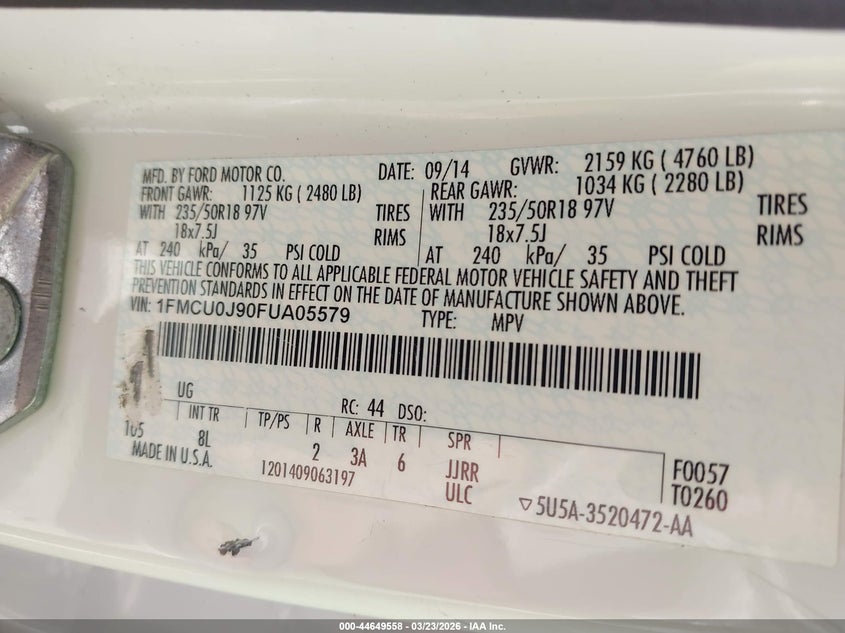 MFD. BY FORD MOTOR CO. DATE: 09/14 GVWR: 2159 KG ( 4760 LB)
FRONT GAWR: 1125 KG ( 2480 LB) REAR GAWR: 1034 KG ( 2280 LB)
WITH 235/50R18 97V TIRES WITH 235/50R18 97V TIRES
18x7.5J RIMS 18x7.5J RIMS
AT 240 kPa/ 35 PSI COLD AT 240 kPa/ 35 PSI COLD
THIS VEHICLE CONFORMS TO ALL APPLICABLE FEDERAL MOTOR VEHICLE SAFETY AND THEFT
PREVENTION STANDARDS IN EFFECT ON THE DATE OF MANUFACTURE SHOWN ABOVE.
VIN: 1FMCU0J90FUA05579 TYPE: MPV
UG
RC: 44 DSO:
INT TR TP/PS R AXLE TR SPR
105 8L 2 3A 6 JJRR F0057
MADE IN U.S.A. 1201409063197 ULC T0260
▽5U5A-3520472-AA
000-44649558 - 03/23/2026 - IAA Inc.